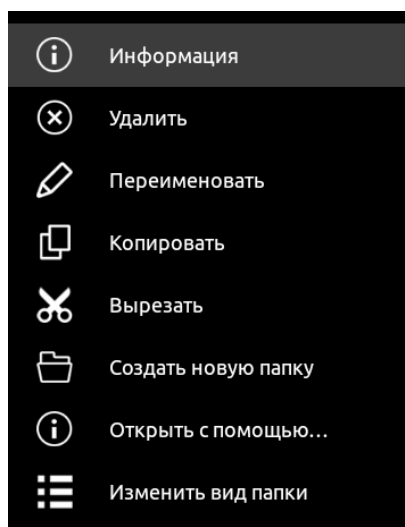 Информация
Удалить
Переименовать
Копировать
Вырезать
Создать новую папку
Открыть с помощью...
Изменить вид папки